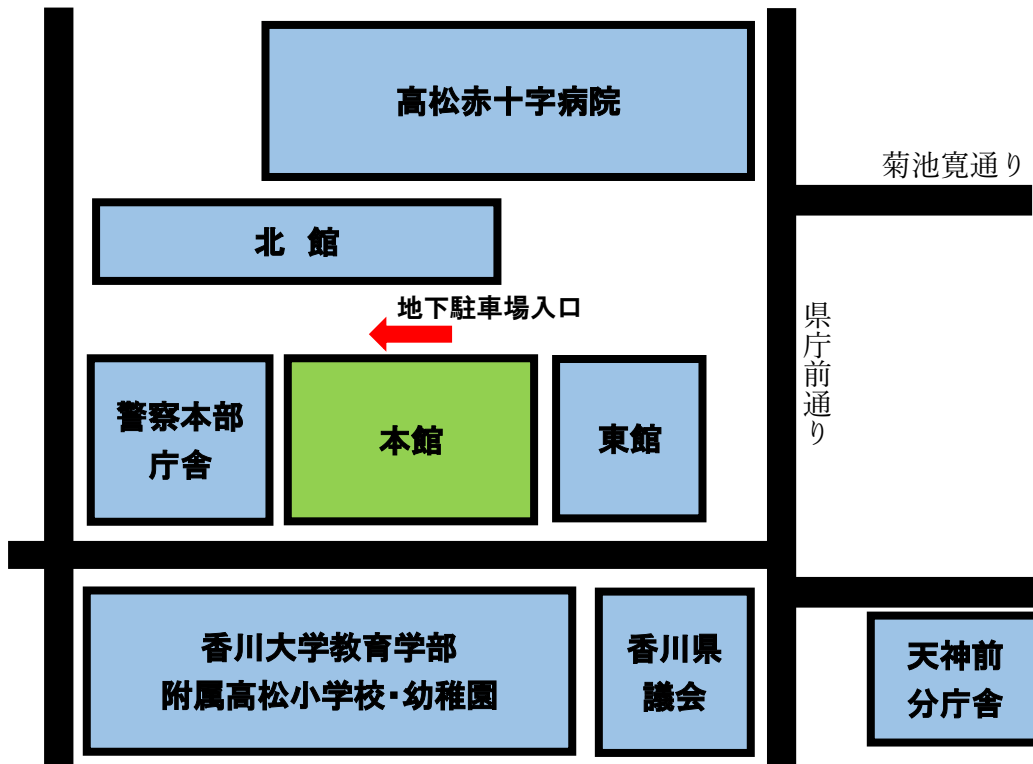 高松赤十字病院
菊池寛通り
北 館
地下駐車場入口
県庁前通り
警察本部
庁舎
本館
東館
香川大学教育学部
附属高松小学校・幼稚園
香川県
議会
天神前
分庁舎